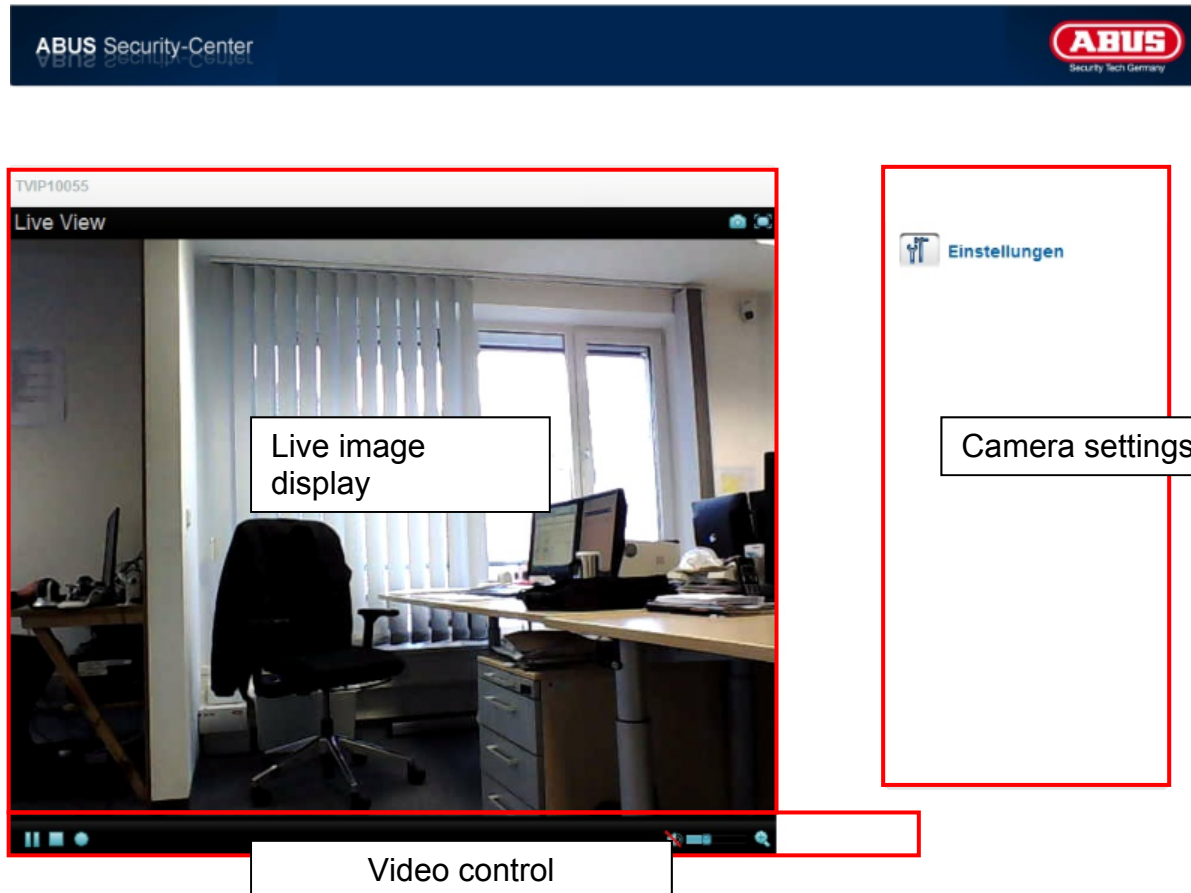 ABUS Security-Center
ABUS
Security Tech Germany
TVIP10055
Live View
Einstellungen
Live image
display
Camera settings
Video control